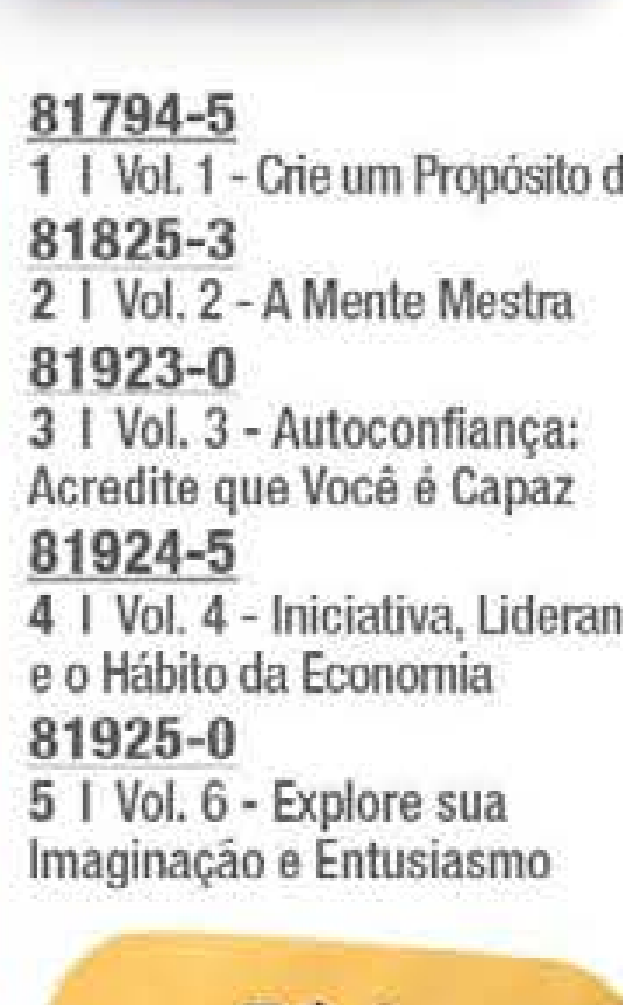 81794-5
1 | Vol. 1 - Crie um Propósito d
81825-3
2 | Vol. 2 - A Mente Mestra
81923-0
3 | Vol. 3 - Autoconfiança:
Acredite que Você é Capaz
81924-5
4 | Vol. 4 - Iniciativa, Lideran
e o Hábito da Economia
81925-0
5 | Vol. 6 - Explore sua
Imaginação e Entusiasmo